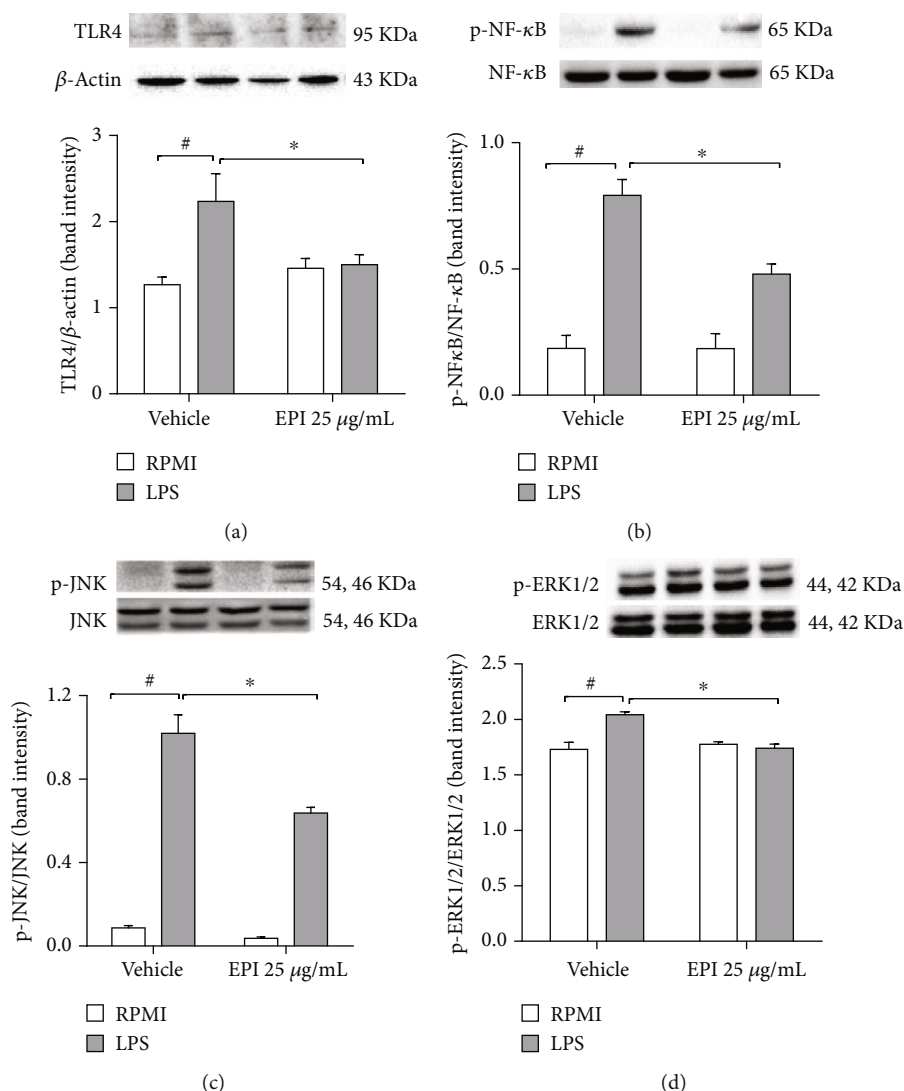 TLR4 95 KDa
β-Actin 43 KDa
3
2
1
0
TLR4/β-actin (band intensity)
# *
Vehicle EPI 25 μg/mL
RPMI
LPS
(a)
p-NF-κB 65 KDa
NF-κB 65 KDa
1.0
0.5
0.0
p-NFκB/NF-κB (band intensity)
# *
Vehicle EPI 25 μg/mL
RPMI
LPS
(b)
p-JNK 54, 46 KDa
JNK 54, 46 KDa
1.2
0.8
0.4
0.0
p-JNK/JNK (band intensity)
# *
Vehicle EPI 25 μg/mL
RPMI
LPS
(c)
p-ERK1/2 44, 42 KDa
ERK1/2 44, 42 KDa
2.5
2.0
1.5
0.5
0.0
p-ERK1/2/ERK1/2 (band intensity)
# *
Vehicle EPI 25 μg/mL
RPMI
LPS
(d)